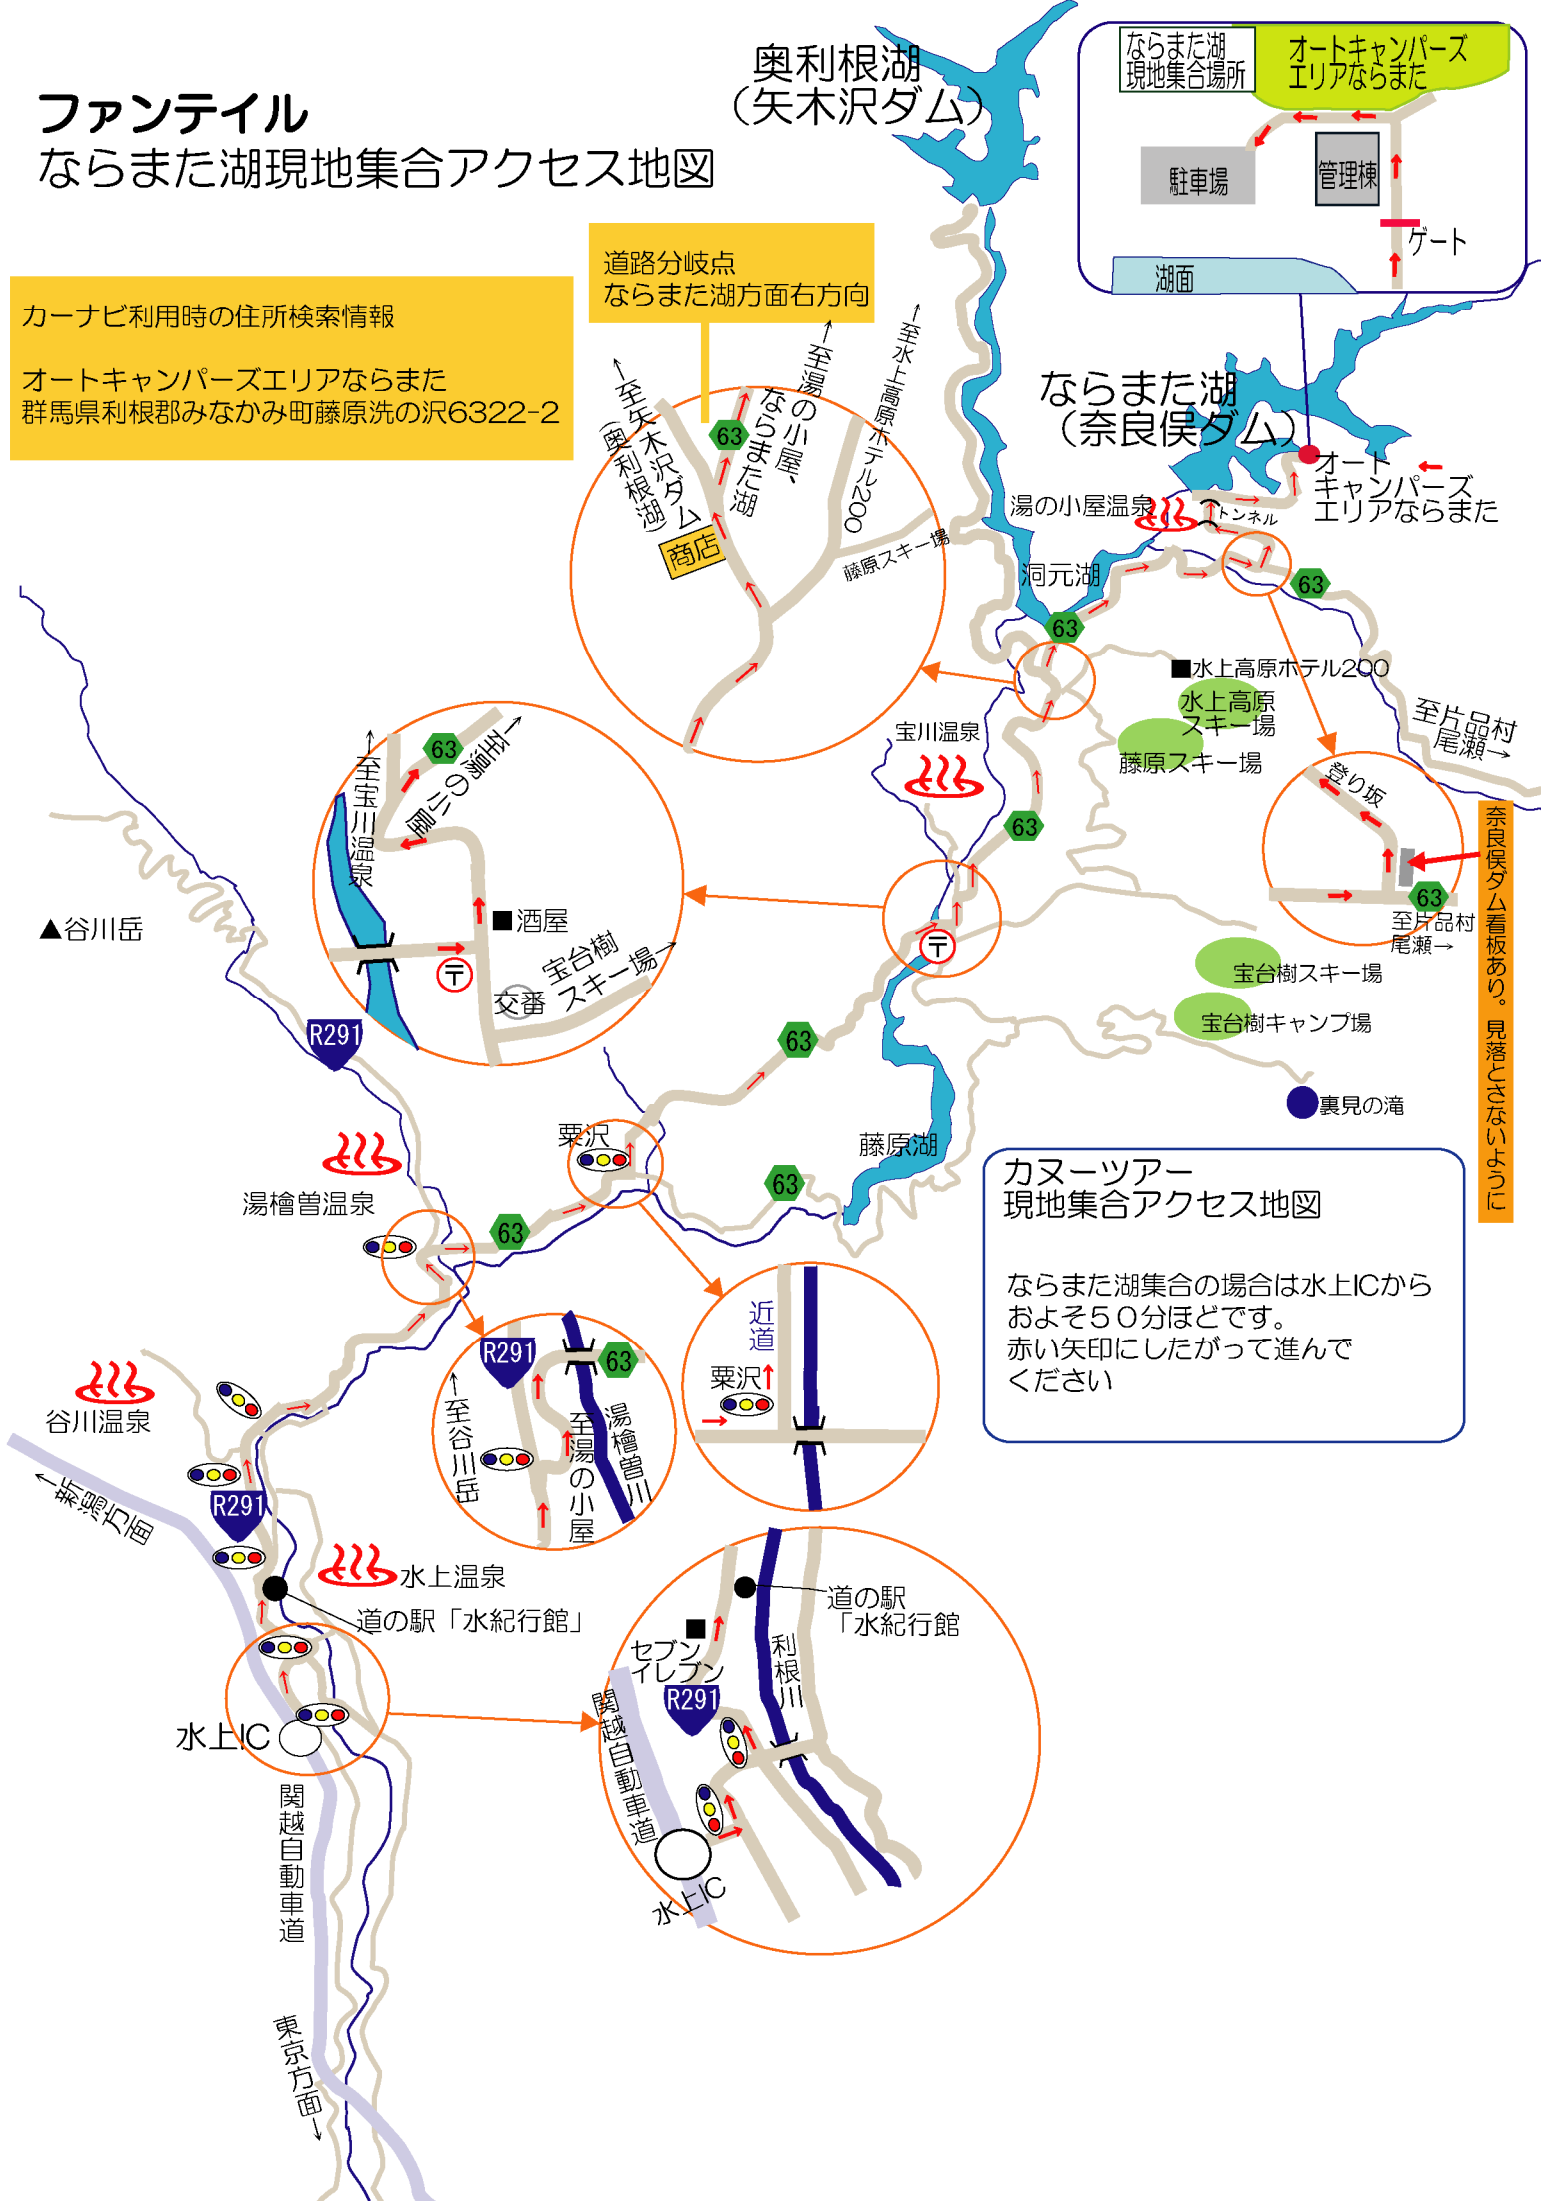 ファンテイル
ならまた湖現地集合アクセス地図
奥利根湖
（矢木沢ダム）
ならまた湖
現地集合場所
オートキャンパーズ
エリアならまた
駐車場
管理棟
ゲート
湖面
カーナビ利用時の住所検索情報
オートキャンパーズエリアならまた
群馬県利根郡みなかみ町藤原洗の沢6322-2
道路分岐点
ならまた湖方面右方向
←至矢木沢ダム
（奥利根湖）
63
→至湯の小屋、
ならまた湖
→至水上高原ホテル200
商店
藤原スキー場
ならまた湖
（奈良俣ダム）
オート
キャンパーズ
エリアならまた
湯の小屋温泉
トンネル
洞元湖
63
63
■水上高原ホテル200
水上高原
スキー場
藤原スキー場
至片品村
尾瀬→
宝川温泉
63
登り坂
63
至片品村
尾瀬→
奈良俣ダム看板あり。見落とさないように
←至宝川温泉
63
→至湯の小屋
■酒屋
〒
交番
宝台樹
スキー場→
〒
宝台樹スキー場
宝台樹キャンプ場
裏見の滝
▲谷川岳
R291
63
粟沢
藤原湖
63
湯檜曽温泉
63
カヌーツアー
現地集合アクセス地図
ならまた湖集合の場合は水上ICから
およそ５０分ほどです。
赤い矢印にしたがって進んで
ください
近道
粟沢
R291
63
←至谷川岳
至湯の小屋
湯檜曽川
谷川温泉
←新潟方面
R291
水上温泉
道の駅「水紀行館」
水上IC
関越自動車道
東京方面→
道の駅
「水紀行館
セブン
イレブン
R291
利根川
関越自動車道
水上IC